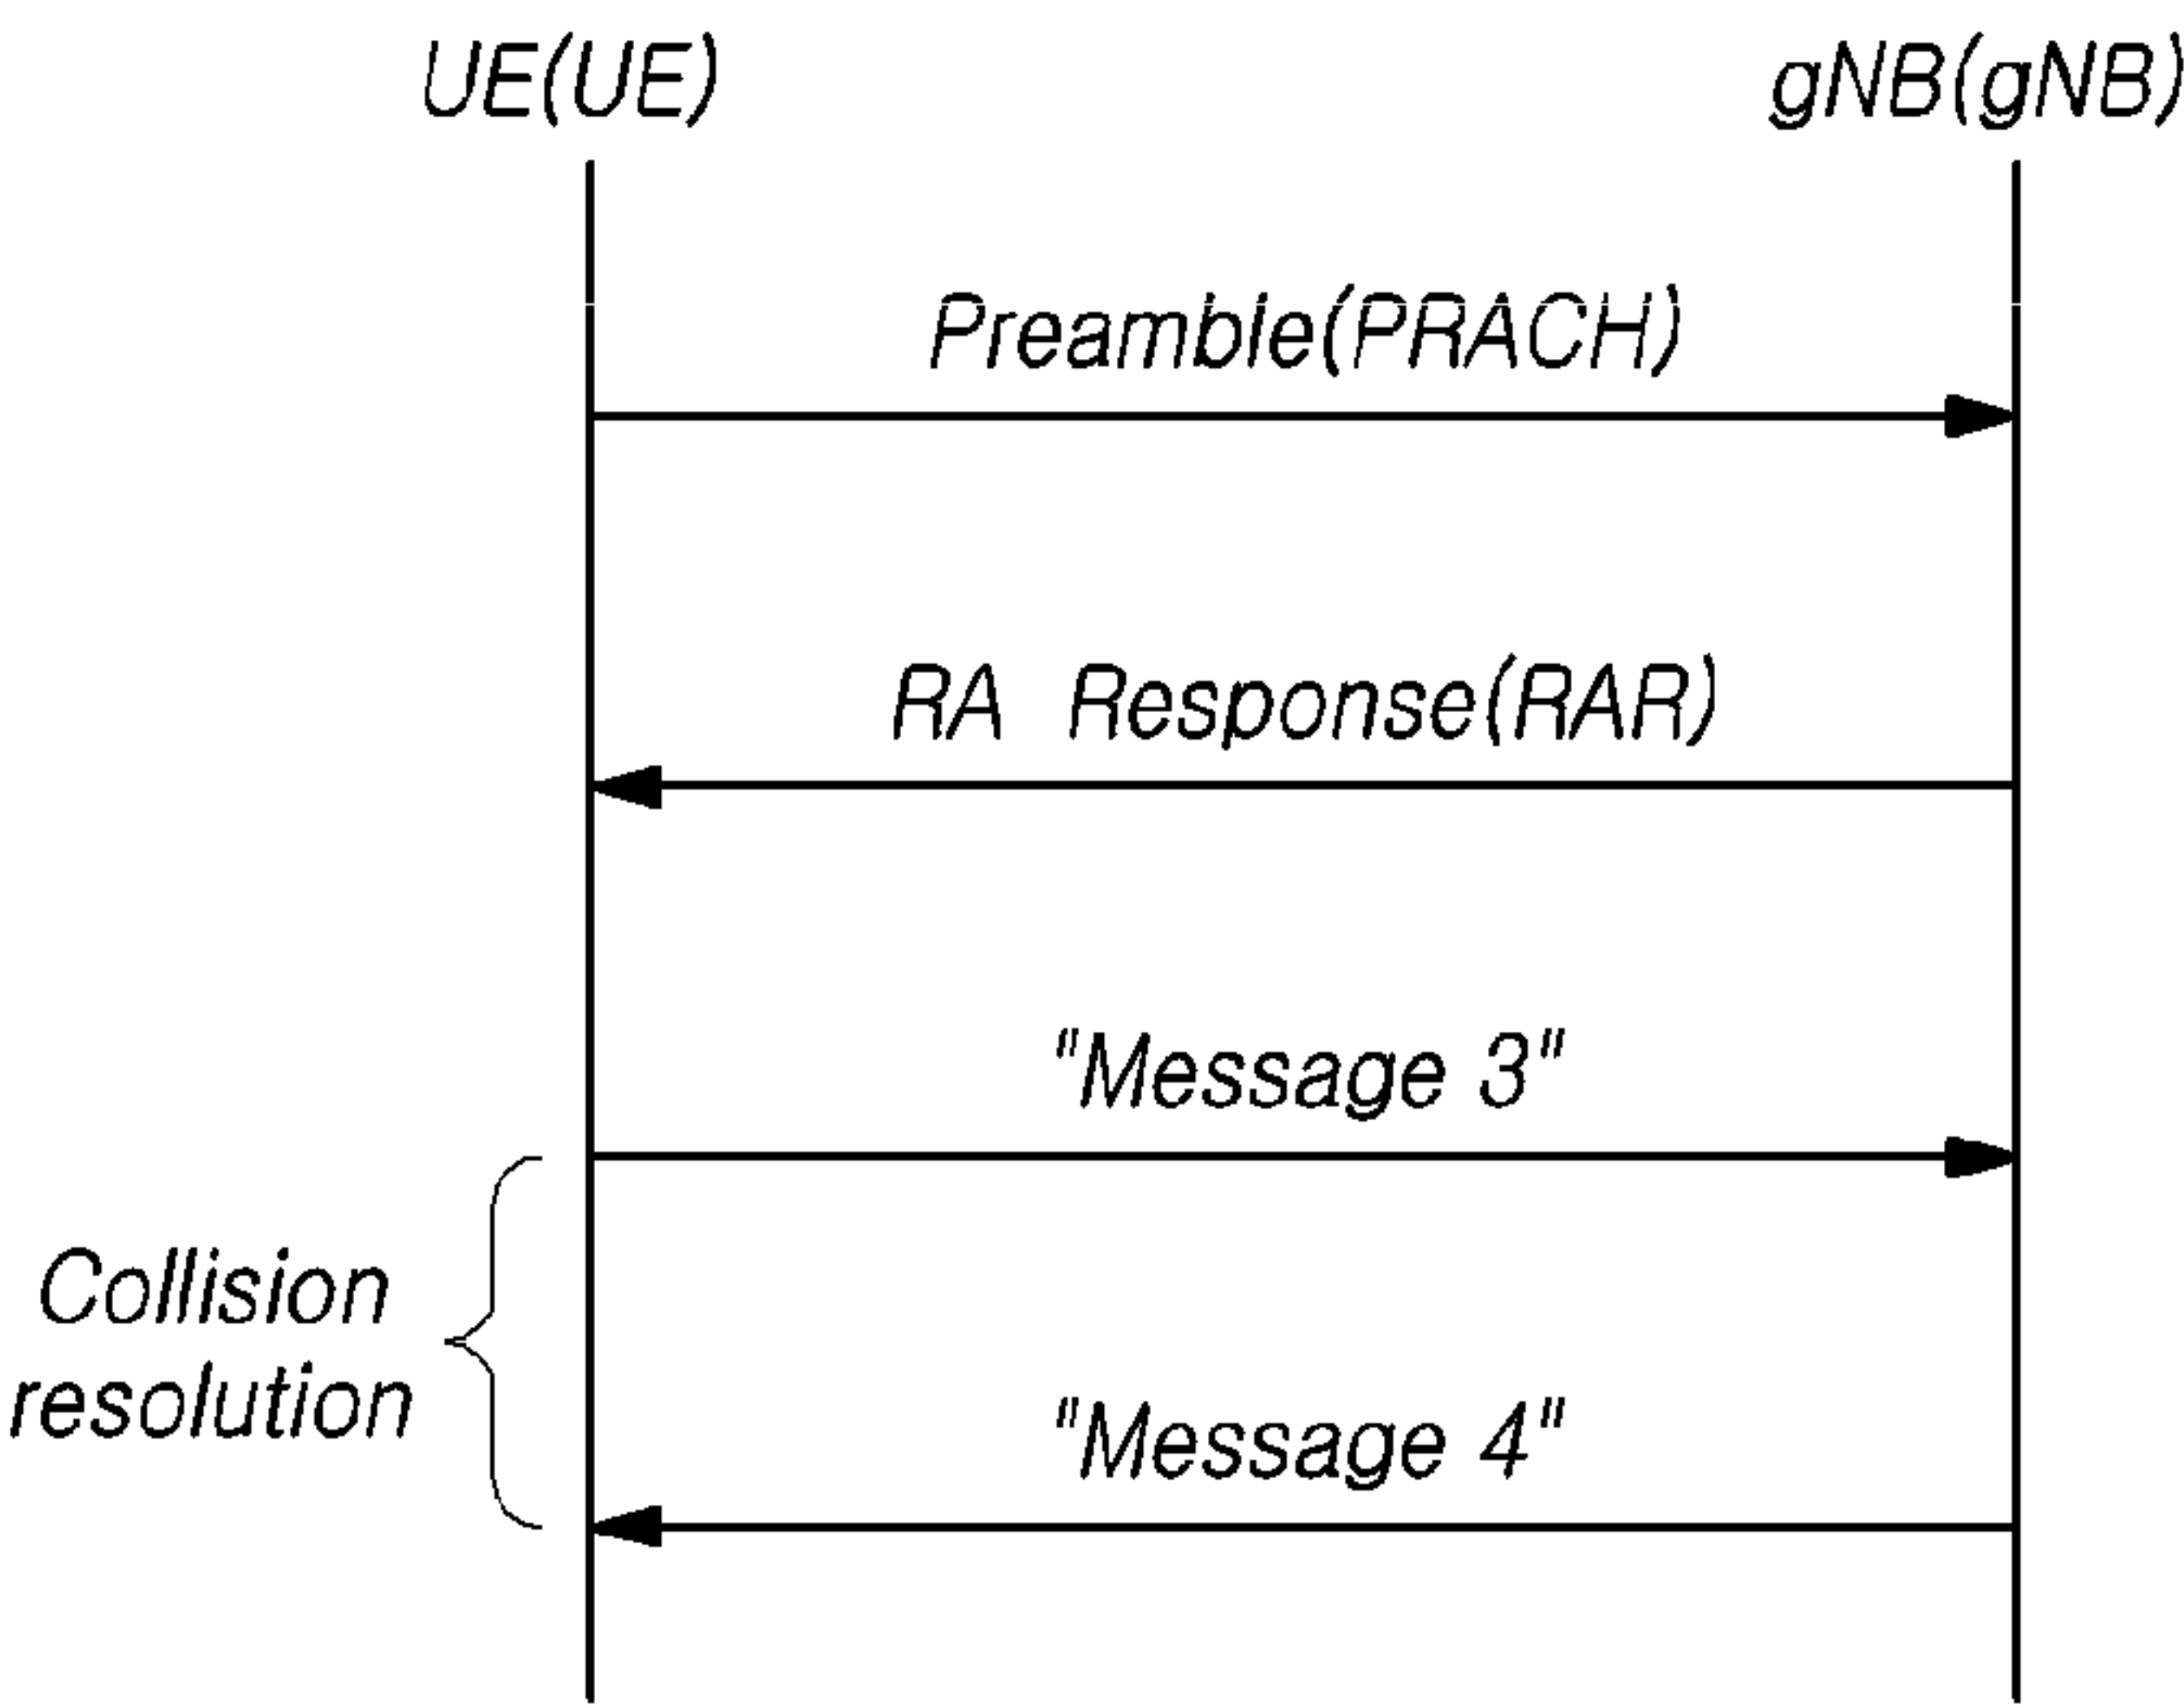 UE(UE)
gNB(gNB)
Preamble(PRACH)
RA Response(RAR)
"Message 3"
Collision
resolution
"Message 4"